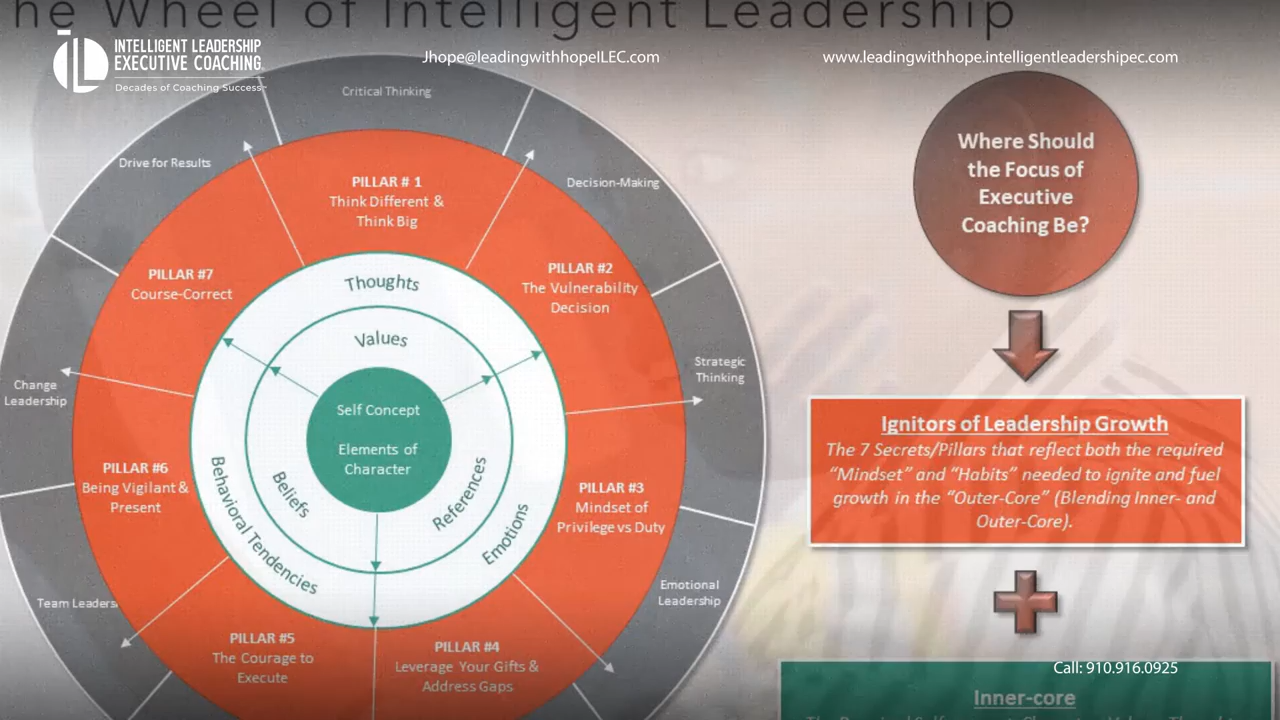 he Wheel of Intelligent Leadership
INTELLIGENT LEADERSHIP
EXECUTIVE COACHING
Decades of Coaching Success™
Jhope@leadingwithhopeILEC.com
www.leadingwithhope.intelligentleadershipec.com
Critical Thinking
Drive for Results
Decision-Making
Strategic
Thinking
Emotional
Leadership
Team Leaders
Change
Leadership
PILLAR # 1
Think Different &
Think Big
PILLAR #2
The Vulnerability
Decision
PILLAR #3
Mindset of
Privilege vs Duty
PILLAR #4
Leverage Your Gifts &
Address Gaps
PILLAR #5
The Courage to
Execute
PILLAR #6
Being Vigilant &
Present
PILLAR #7
Course-Correct
Thoughts
Emotions
Behavioral Tendencies
Values
References
Beliefs
Self Concept
Elements of
Character
Where Should
the Focus of
Executive
Coaching Be?
Ignitors of Leadership Growth
The 7 Secrets/Pillars that reflect both the required
“Mindset” and “Habits” needed to ignite and fuel
growth in the “Outer-Core” (Blending Inner- and
Outer-Core).
Call: 910.916.0925
Inner-core